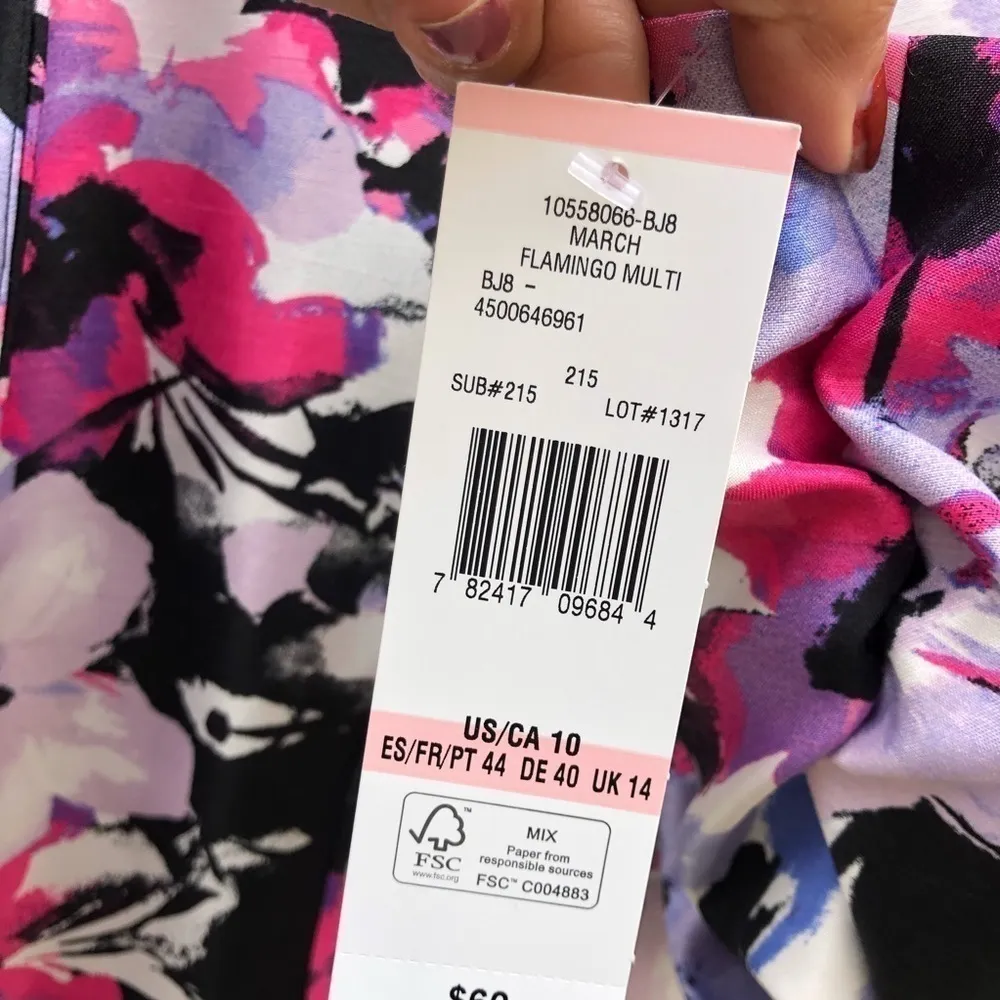 10558066-BJ8
MARCH
FLAMINGO MULTI
BJ8 -
4500646961
215
SUB#215
LOT#1317
7 82417 09684 4
US/CA 10
ES/FR/PT 44 DE 40 UK 14
FSC
www.fsc.org
™
MIX
Paper from
responsible sources
FSC™ C004883